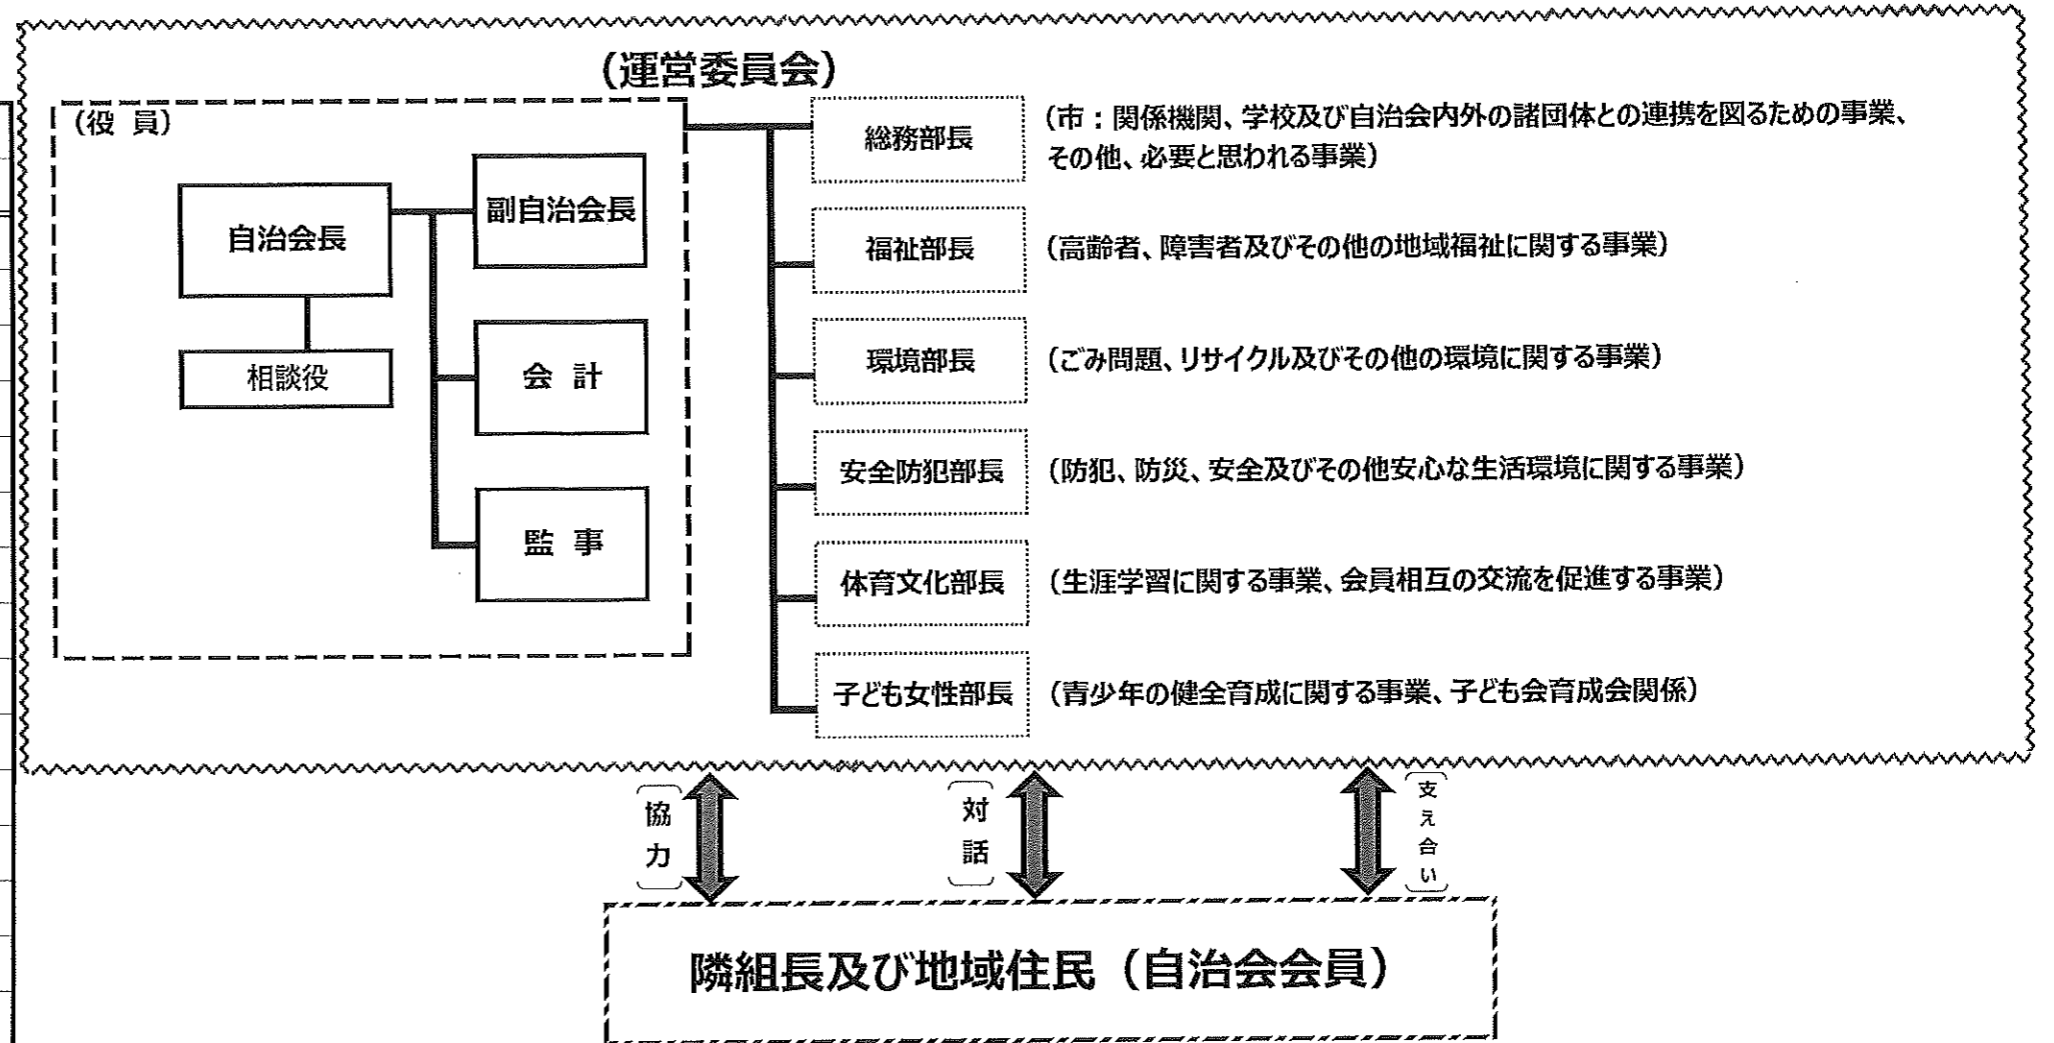 （運営委員会）
（役 員）
自治会長
相談役
副自治会長
会 計
監 事
総務部長
（市：関係機関、学校及び自治会内外の諸団体との連携を図るための事業、
その他、必要と思われる事業）
福祉部長
（高齢者、障害者及びその他の地域福祉に関する事業）
環境部長
（ごみ問題、リサイクル及びその他の環境に関する事業）
安全防犯部長
（防犯、防災、安全及びその他安心な生活環境に関する事業）
体育文化部長
（生涯学習に関する事業、会員相互の交流を促進する事業）
子ども女性部長
（青少年の健全育成に関する事業、子ども会育成会関係）
協力
対話
支え合い
隣組長及び地域住民（自治会会員）